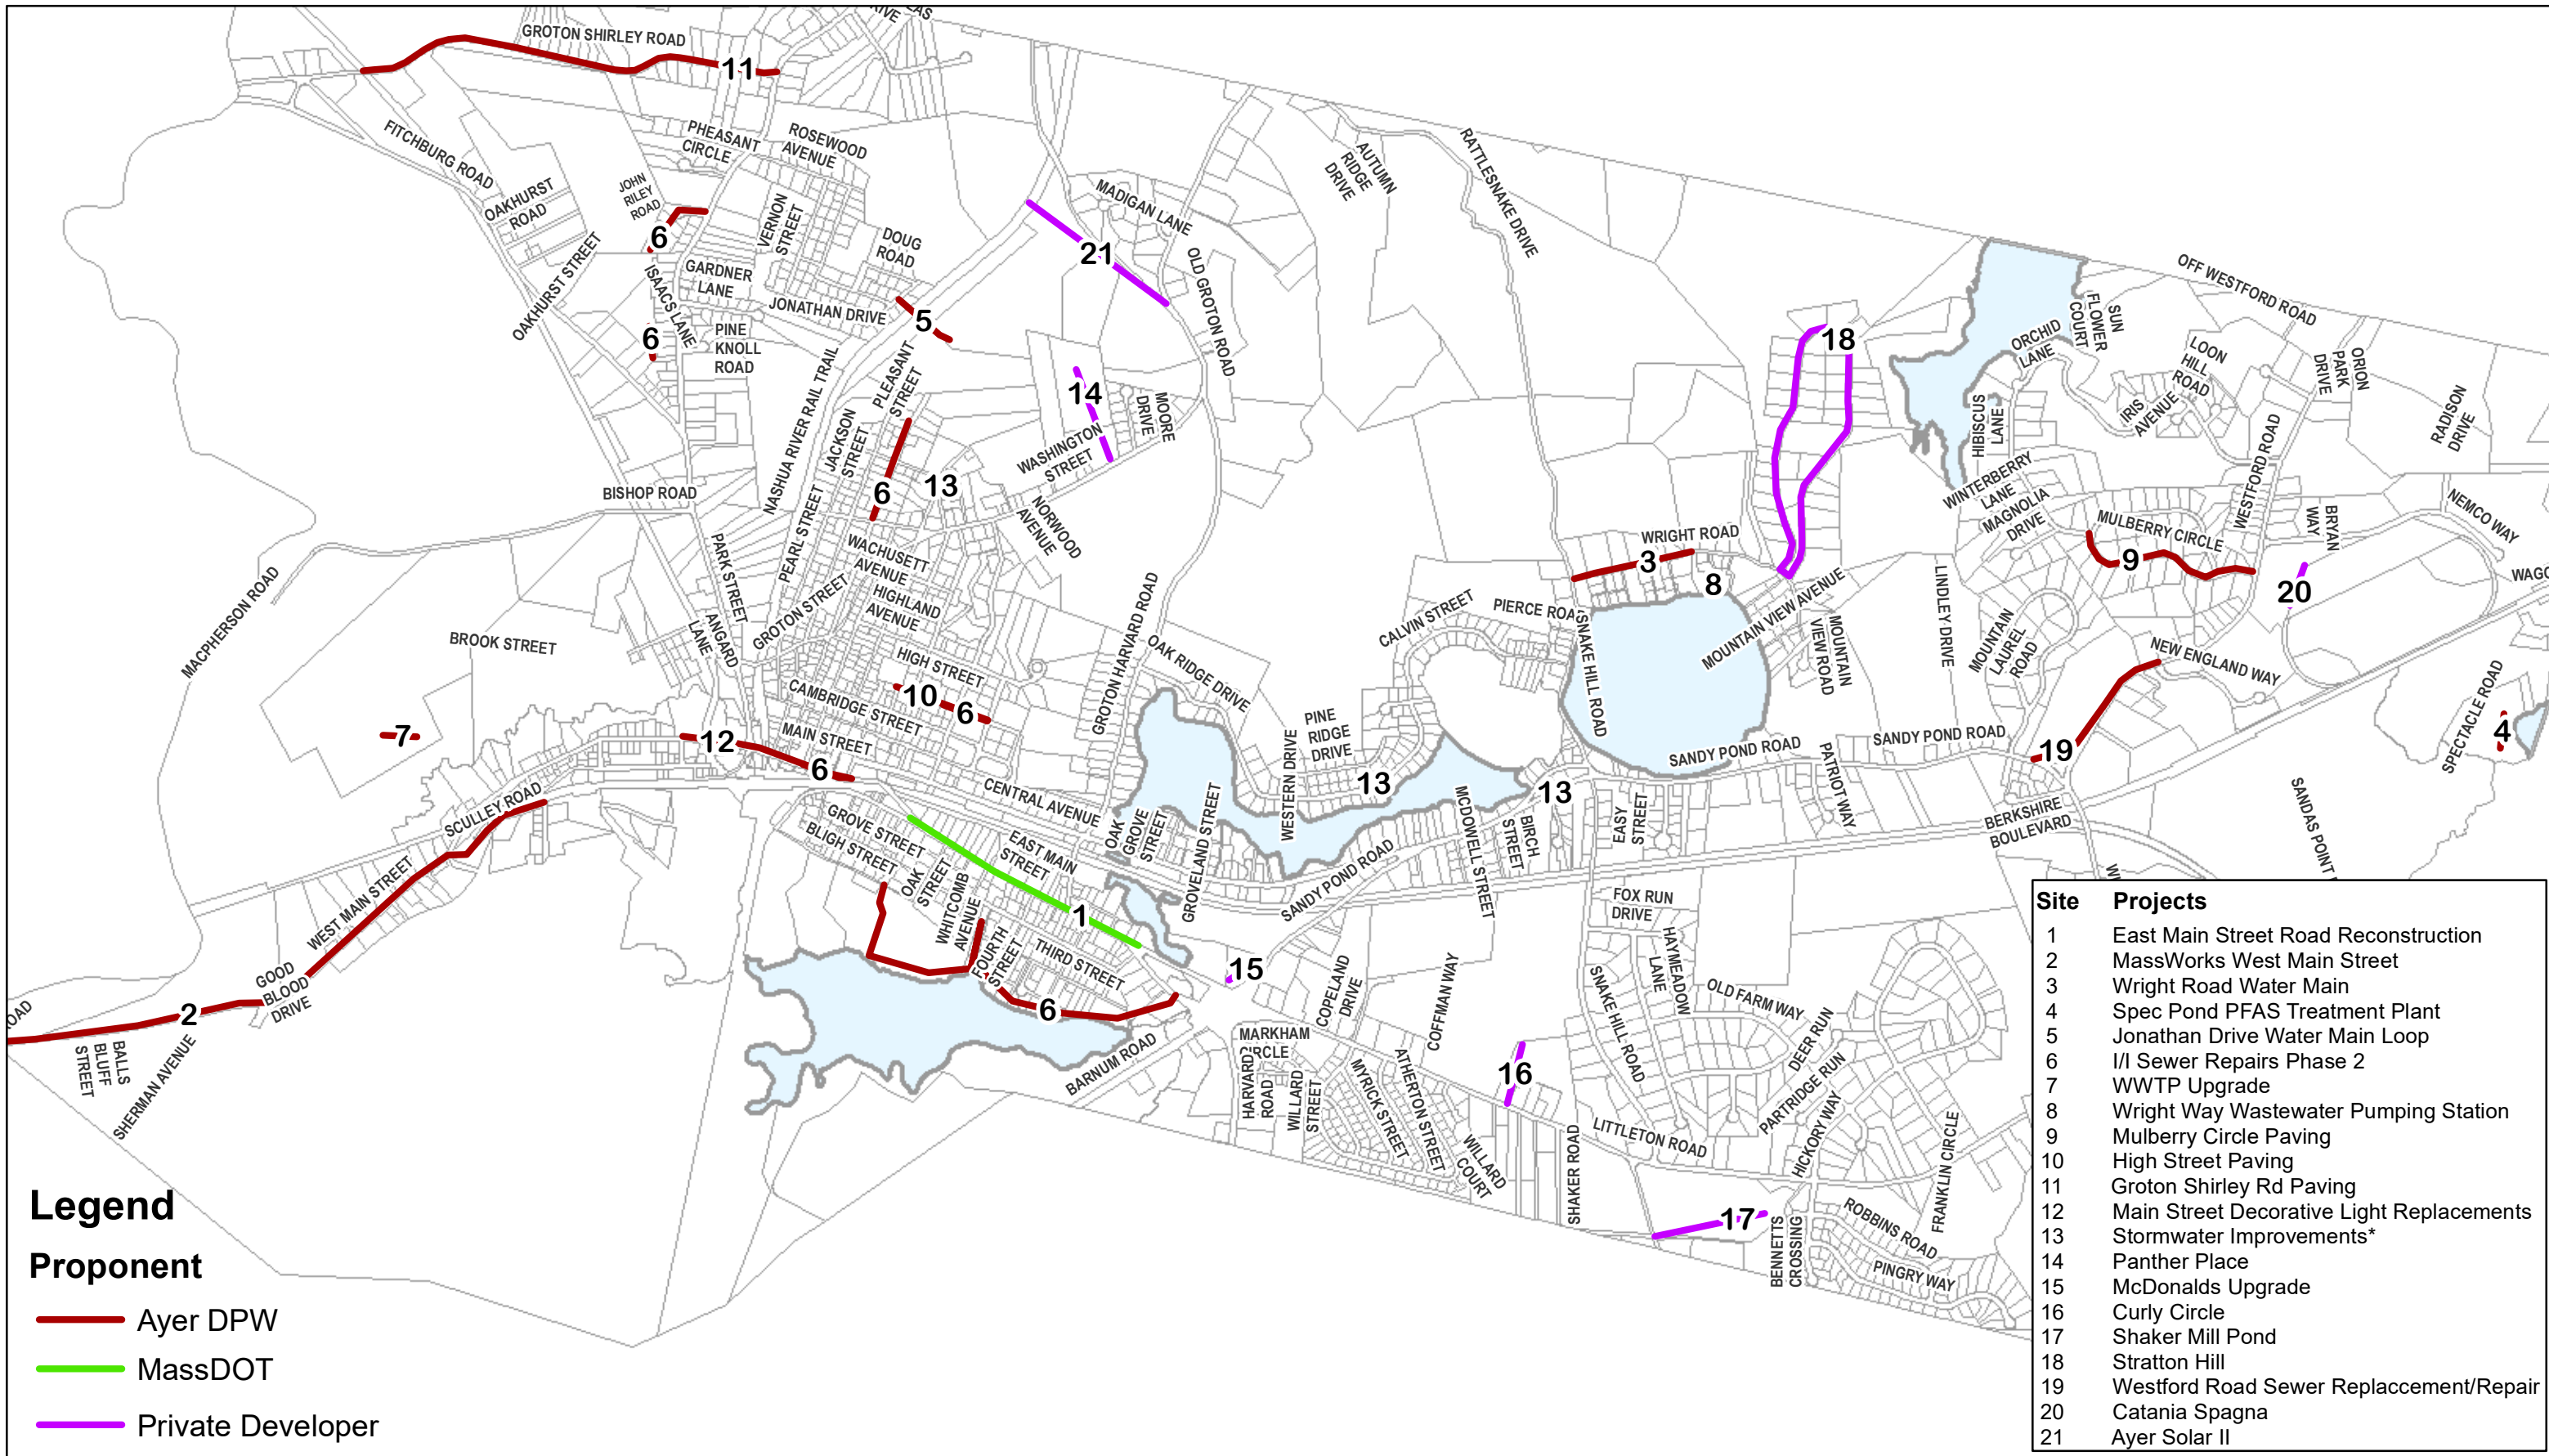 GROTON SHIRLEY ROAD
11
FITCHBURG ROAD
PHEASANT
CIRCLE
ROSEWOOD
AVENUE
OAKHURST
ROAD
JOHN
RILEY
ROAD
6
VERNON
STREET
DOUG
ROAD
MADIGAN LANE
21
OLD GROTON ROAD
AUTUMN
RIDGE
DRIVE
RATTLESNAKE DRIVE
OAKHURST STREET
ISAACS LANE
GARDNER
LANE
JONATHAN DRIVE
5
6
PINE
KNOLL
ROAD
NASHUA RIVER RAIL TRAIL
PLEASANT
STREET
JACKSON
STREET
14
MOORE
DRIVE
WASHINGTON
STREET
18
OFF WESTFORD ROAD
SUN
FLOWER
COURT
ORCHID
LANE
LOON
HILL
ROAD
IRIS
AVENUE
ORION
PARK
DRIVE
RADISON
DRIVE
HIBISCUS
LANE
WESTFORD ROAD
BISHOP ROAD
PEARL STREET
6
13
NORWOOD
AVENUE
WINTERBERRY
LANE
MAGNOLIA
DRIVE
MULBERRY CIRCLE
9
BRYAN
WAY
NEMCO WAY
20
MACPHERSON ROAD
BROOK STREET
PARK STREET
ANGARD
LANE
GROTON STREET
WACHUSETT
AVENUE
HIGHLAND
AVENUE
HIGH STREET
GROTON HARVARD ROAD
OAK RIDGE DRIVE
CALVIN STREET
PIERCE ROAD
WRIGHT ROAD
3
8
MOUNTAIN VIEW AVENUE
MOUNTAIN
VIEW ROAD
LINDLEY DRIVE
MOUNTAIN
LAUREL
ROAD
NEW ENGLAND WAY
SPECTACLE ROAD
4
7
10
6
CAMBRIDGE STREET
MAIN STREET
12
6
CENTRAL AVENUE
PINE
RIDGE
DRIVE
WESTERN DRIVE
13
SNAKE HILL ROAD
SANDY POND ROAD
SANDY POND ROAD
PATRIOT WAY
19
BERKSHIRE
BOULEVARD
SCULLEY ROAD
WEST MAIN STREET
GROVE STREET
BLIGH STREET
OAK
STREET
WHITCOMB
AVENUE
EAST MAIN
STREET
OAK
GROVE
STREET
GROVELAND STREET
SANDY POND ROAD
MCDOWELL STREET
BIRCH
STREET
13
EASY
STREET
1
THIRD STREET
FOURTH
STREET
6
15
GOOD
BLOOD
DRIVE
2
BALLS
BLUFF
STREET
SHERMAN AVENUE
BARNUM ROAD
MARKHAM
CIRCLE
HARVARD
ROAD
WILLARD
STREET
COPELAND
DRIVE
COFFMAN WAY
MYRICK STREET
ATHERTON STREET
WILLARD
COURT
16
FOX RUN
DRIVE
HAYMEADOW
LANE
SNAKE HILL ROAD
OLD FARM WAY
DEER RUN
PARTRIDGE RUN
HICKORY WAY
LITTLETON ROAD
SHAKER ROAD
17
BENNETTS
CROSSING
ROBBINS ROAD
PINGRY WAY
FRANKLIN CIRCLE
Legend
Proponent
Ayer DPW
MassDOT
Private Developer
Site Projects
1 East Main Street Road Reconstruction
2 MassWorks West Main Street
3 Wright Road Water Main
4 Spec Pond PFAS Treatment Plant
5 Jonathan Drive Water Main Loop
6 I/I Sewer Repairs Phase 2
7 WWTP Upgrade
8 Wright Way Wastewater Pumping Station
9 Mulberry Circle Paving
10 High Street Paving
11 Groton Shirley Rd Paving
12 Main Street Decorative Light Replacements
13 Stormwater Improvements*
14 Panther Place
15 McDonalds Upgrade
16 Curly Circle
17 Shaker Mill Pond
18 Stratton Hill
19 Westford Road Sewer Replaccement/Repair
20 Catania Spagna
21 Ayer Solar II